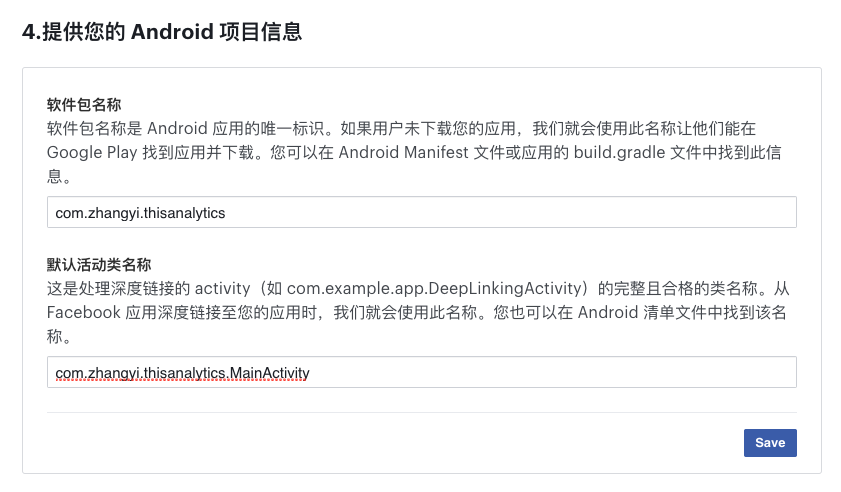 4.提供您的 Android 项目信息
软件包名称
软件包名称是 Android 应用的唯一标识。如果用户未下载您的应用，我们就会使用此名称让他们能在
Google Play 找到应用并下载。您可以在 Android Manifest 文件或应用的 build.gradle 文件中找到此信
息。
com.zhangyi.thisanalytics
默认活动类名称
这是处理深度链接的 activity（如 com.example.app.DeepLinkingActivity）的完整且合格的类名称。从
Facebook 应用深度链接至您的应用时，我们就会使用此名称。您也可以在 Android 清单文件中找到该名
称。
com.zhangyi.thisanalytics.MainActivity
Save